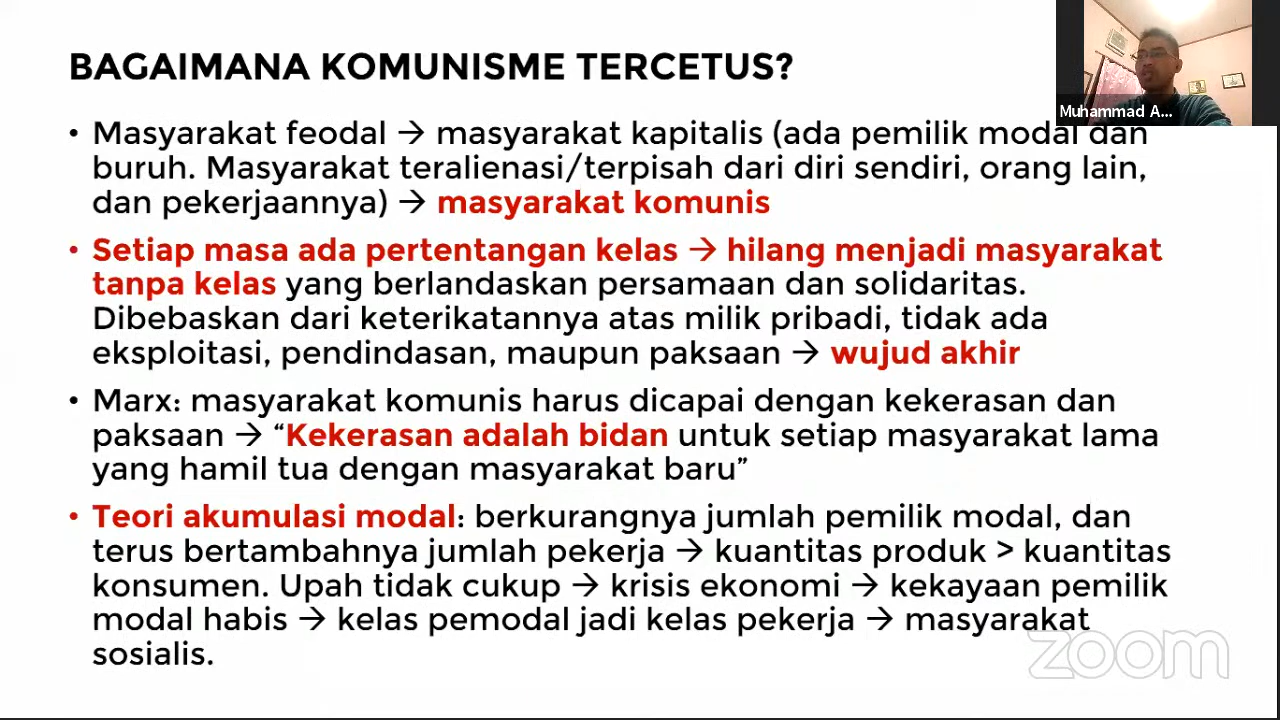 BAGAIMANA KOMUNISME TERCETUS?
• Masyarakat feodal → masyarakat kapitalis (ada pemilik modal dan
buruh. Masyarakat teralienasi/terpisah dari diri sendiri, orang lain,
dan pekerjaannya) → masyarakat komunis
• Setiap masa ada pertentangan kelas → hilang menjadi masyarakat
tanpa kelas yang berlandaskan persamaan dan solidaritas.
Dibebaskan dari keterikatannya atas milik pribadi, tidak ada
eksploitasi, pendindasan, maupun paksaan → wujud akhir
• Marx: masyarakat komunis harus dicapai dengan kekerasan dan
paksaan → “Kekerasan adalah bidan untuk setiap masyarakat lama
yang hamil tua dengan masyarakat baru”
• Teori akumulasi modal: berkurangnya jumlah pemilik modal, dan
terus bertambahnya jumlah pekerja → kuantitas produk > kuantitas
konsumen. Upah tidak cukup → krisis ekonomi → kekayaan pemilik
modal habis → kelas pemodal jadi kelas pekerja → masyarakat
sosialis.
Muhammad A...
zoom